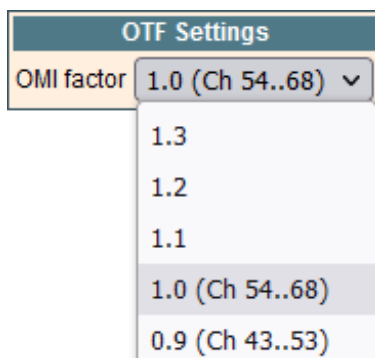 OTF Settings
OMI factor 1.0 (Ch 54..68)
1.3
1.2
1.1
1.0 (Ch 54..68)
0.9 (Ch 43..53)